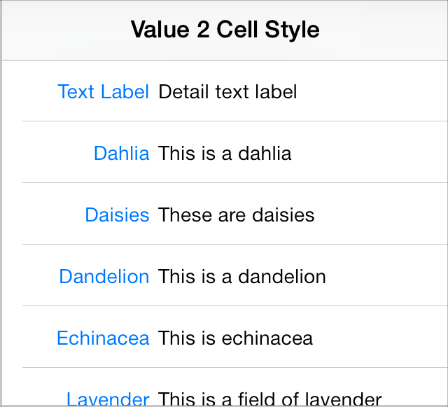 Value 2 Cell Style
Text Label Detail text label
Dahlia This is a dahlia
Daisies These are daisies
Dandelion This is a dandelion
Echinacea This is echinacea
Lavender This is a field of lavender